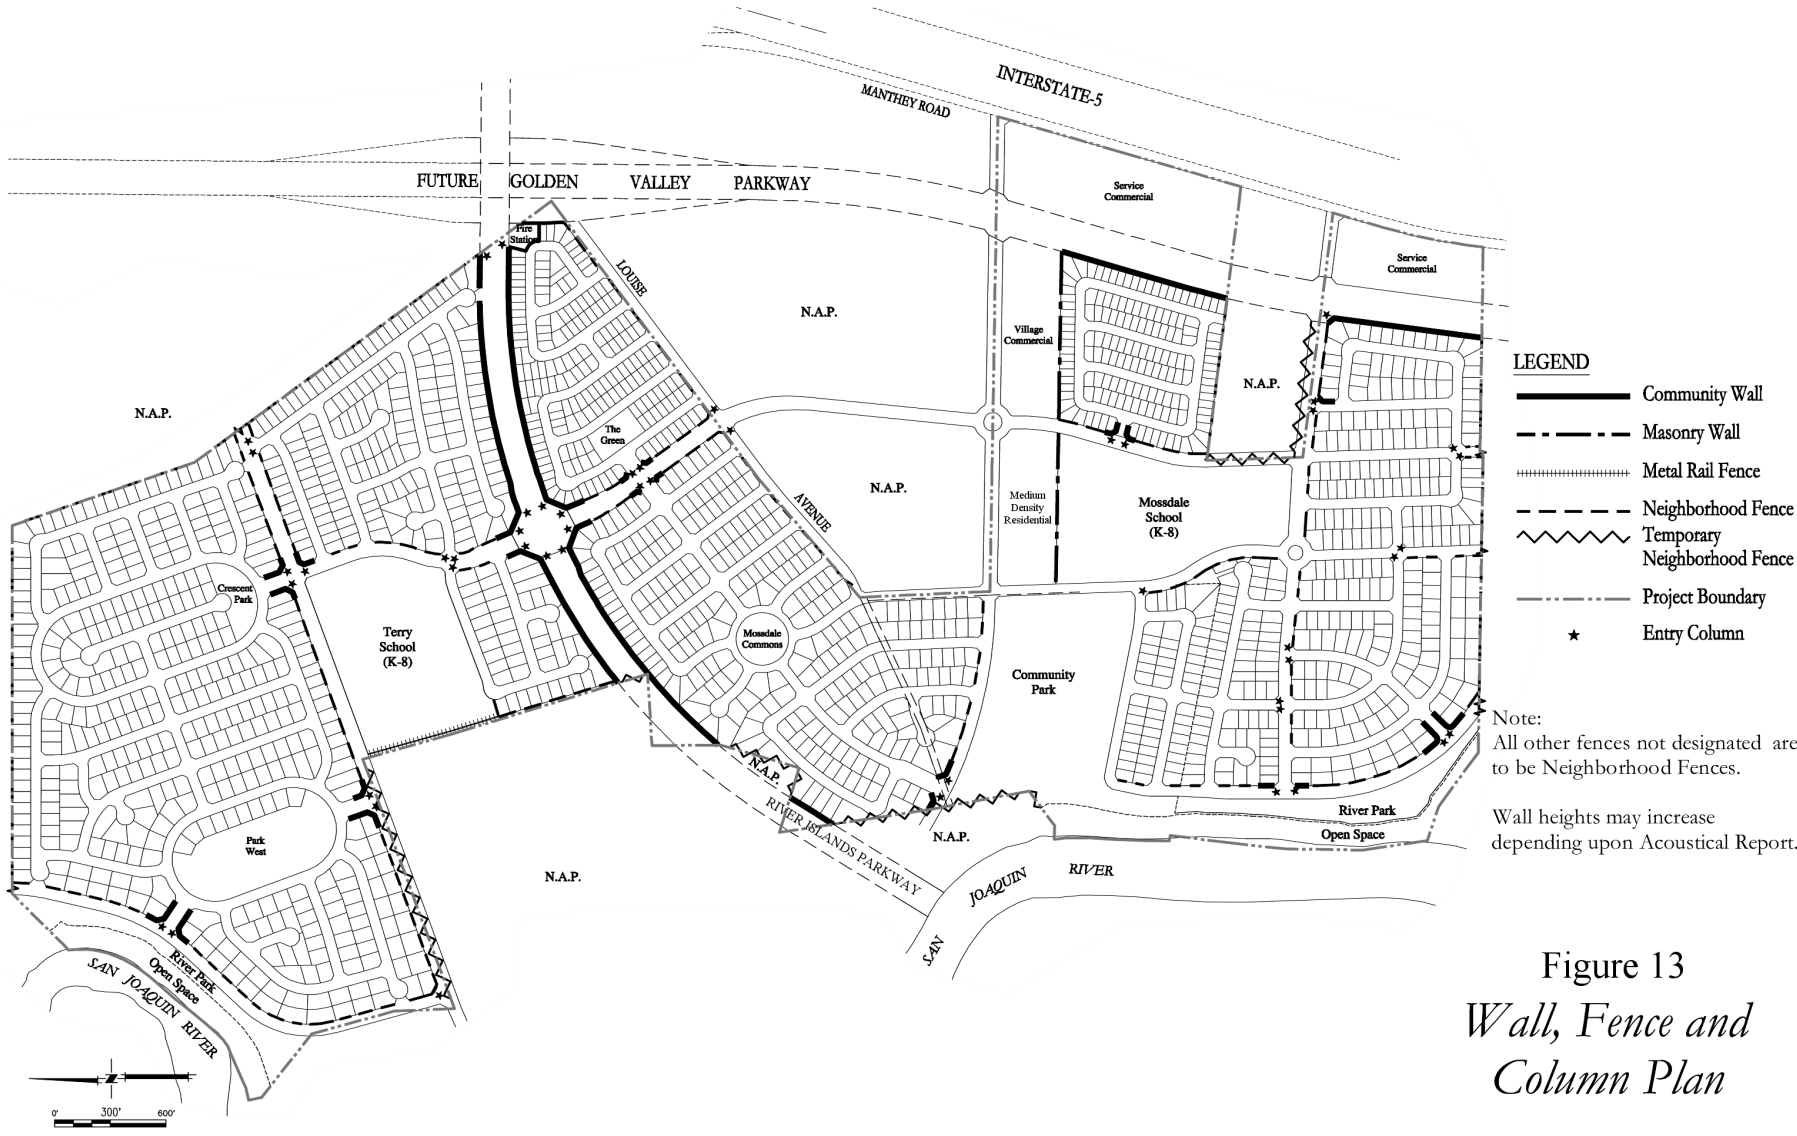 INTERSTATE-5
MANTHEY ROAD
FUTURE GOLDEN VALLEY PARKWAY
Service
Commercial
Fire
Station
Service
Commercial
LOUISE
N.A.P.
Village
Commercial
N.A.P.
N.A.P.
The
Green
LEGEND
Community Wall
Masonry Wall
Metal Rail Fence
Neighborhood Fence
Temporary
Neighborhood Fence
Project Boundary
Entry Column
N.A.P.
AVENUE
Medium
Density
Residential
Mossdale
School
(K-8)
Crescent
Park
Terry
School
(K-8)
Mossdale
Commons
Community
Park
Note:
All other fences not designated are
to be Neighborhood Fences.
Wall heights may increase
depending upon Acoustical Report.
N.A.P.
RIVER ISLANDS PARKWAY
River Park
Open Space
N.A.P.
Park
West
N.A.P.
SAN JOAQUIN RIVER
River Park
Open Space
SAN JOAQUIN RIVER
Figure 13
Wall, Fence and
Column Plan
0' 300' 600'